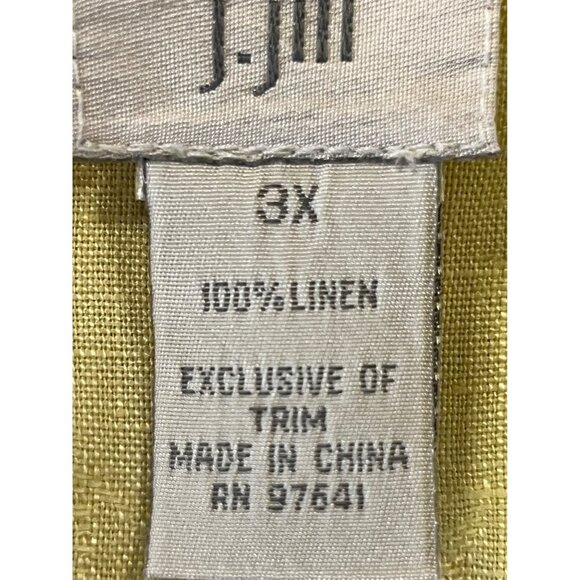 J.Jill
3X
100% LINEN
EXCLUSIVE OF
TRIM
MADE IN CHINA
RN 97641